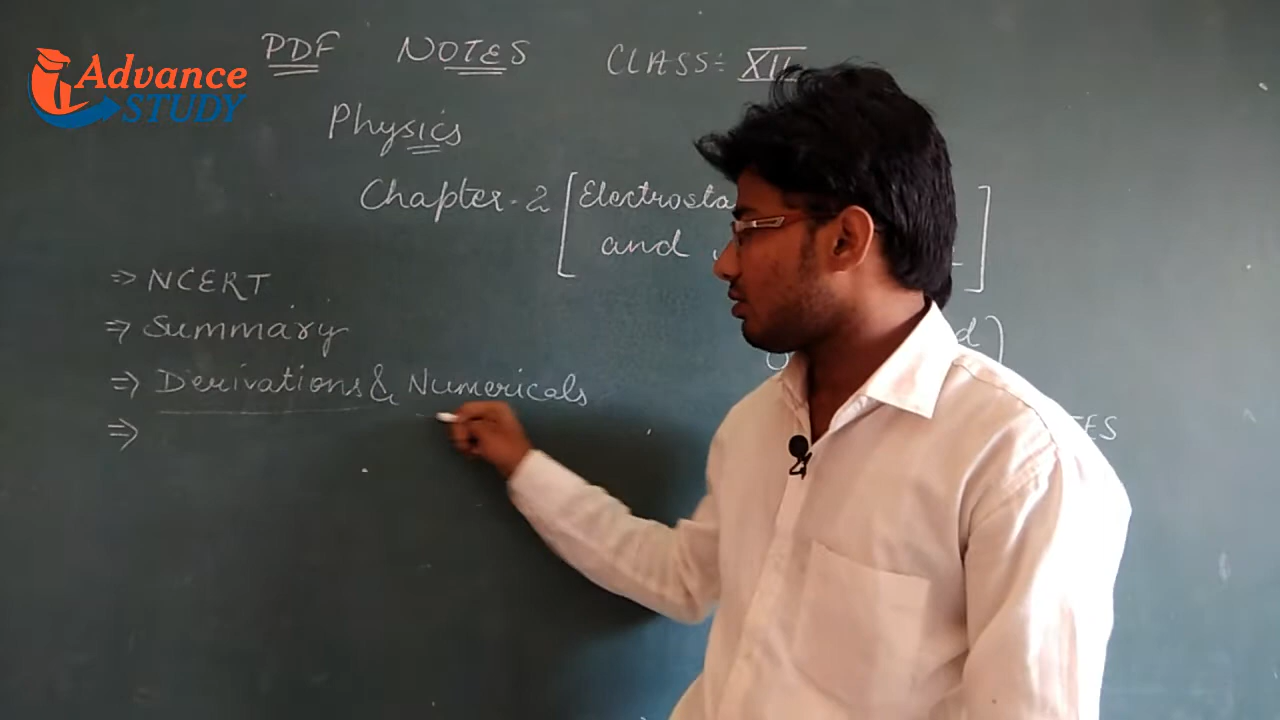 Advance
STUDY
PDF NOTES CLASS:- XII
Physics
Chapter-2 [Electrosta
and
⇒ NCERT
⇒ Summary
⇒ Derivations & Numericals
⇒